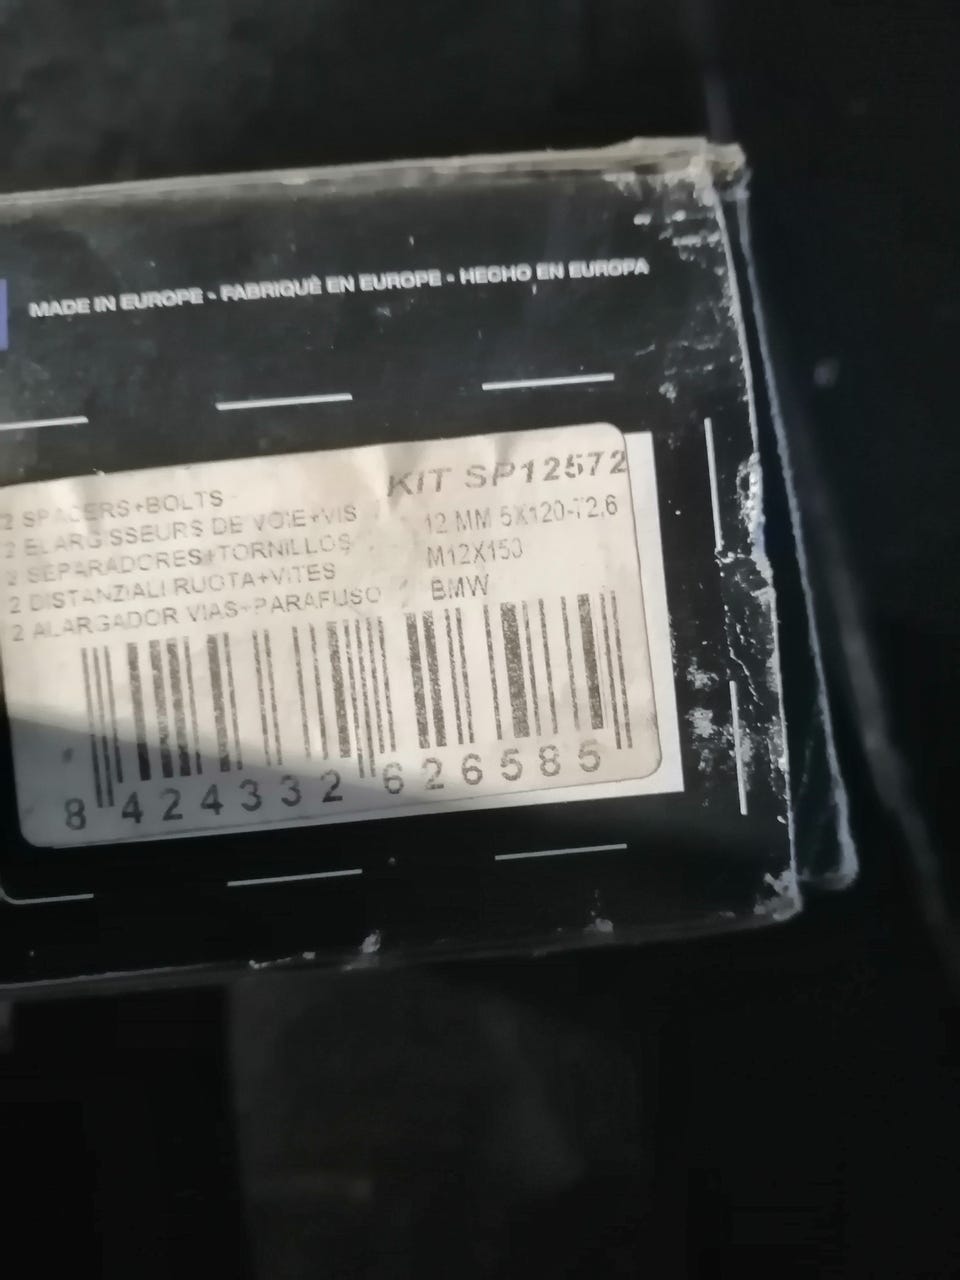 MADE IN EUROPE - FABRIQUÈ EN EUROPE - HECHO EN EUROPA
KIT SP12572
2 SPACERS+BOLTS
2 ELARGISSEURS DE VOIE+VIS
2 SEPARADORES+TORNILLOS
2 DISTANZIALI RUOTA+VITES
2 ALARGADOR VIAS+PARAFUSO
12 MM 5X120-72,6
M12X150
BMW
8 424332 626585